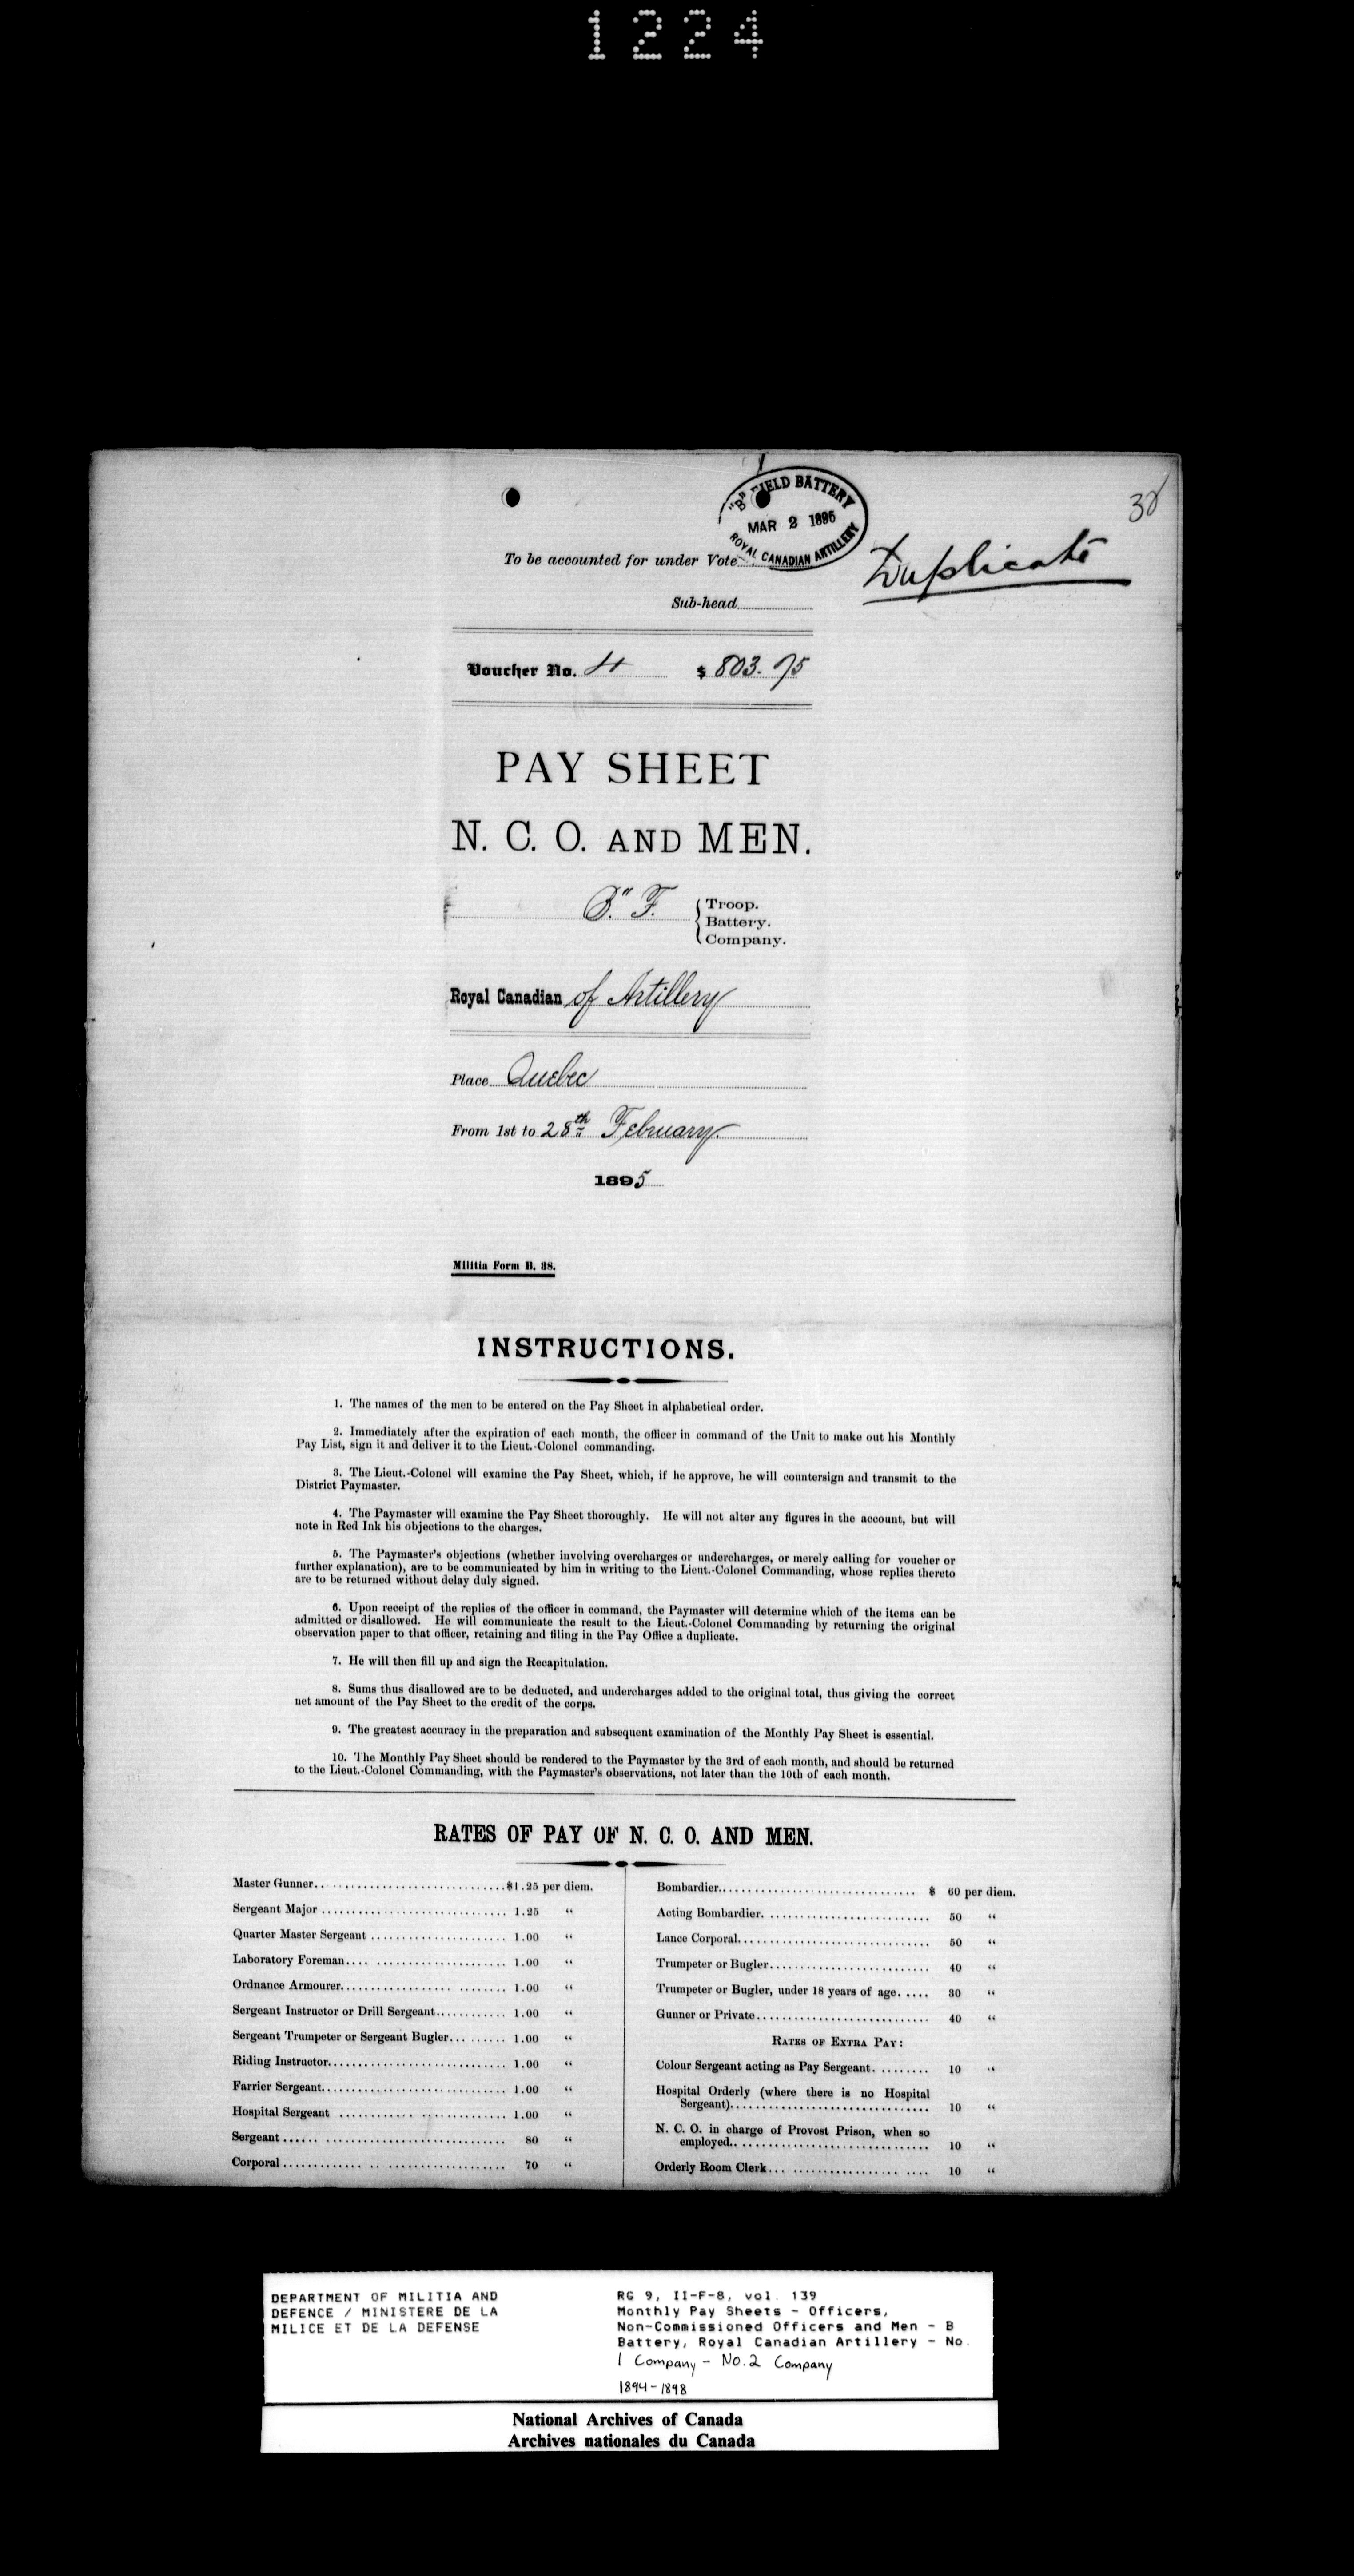 1224
"B" FIELD BATTERY
MAR 2 1895
ROYAL CANADIAN ARTILLERY
38
Duplicate
To be accounted for under Vote
Sub-head
Voucher No. 4 $ 803.75
PAY SHEET
N. C. O. AND MEN.
"B" F. Troop.
Battery.
Company.
Royal Canadian of Artillery
Place Quebec
From 1st to 28th February.
1895
Militia Form B. 38.
INSTRUCTIONS.
1. The names of the men to be entered on the Pay Sheet in alphabetical order.
2. Immediately after the expiration of each month, the officer in command of the Unit to make out his Monthly
Pay List, sign it and deliver it to the Lieut.-Colonel commanding.
3. The Lieut.-Colonel will examine the Pay Sheet, which, if he approve, he will countersign and transmit to the
District Paymaster.
4. The Paymaster will examine the Pay Sheet thoroughly. He will not alter any figures in the account, but will
note in Red Ink his objections to the charges.
5. The Paymaster's objections (whether involving overcharges or undercharges, or merely calling for voucher or
further explanation), are to be communicated by him in writing to the Lieut.-Colonel Commanding, whose replies thereto
are to be returned without delay duly signed.
6. Upon receipt of the replies of the officer in command, the Paymaster will determine which of the items can be
admitted or disallowed. He will communicate the result to the Lieut.-Colonel Commanding by returning the original
observation paper to that officer, retaining and filing in the Pay Office a duplicate.
7. He will then fill up and sign the Recapitulation.
8. Sums thus disallowed are to be deducted, and undercharges added to the original total, thus giving the correct
net amount of the Pay Sheet to the credit of the corps.
9. The greatest accuracy in the preparation and subsequent examination of the Monthly Pay Sheet is essential.
10. The Monthly Pay Sheet should be rendered to the Paymaster by the 3rd of each month, and should be returned
to the Lieut.-Colonel Commanding, with the Paymaster's observations, not later than the 10th of each month.
RATES OF PAY OF N. C. O. AND MEN.
Master Gunner $1.25 per diem.
Sergeant Major 1.25 "
Quarter Master Sergeant 1.00 "
Laboratory Foreman 1.00 "
Ordnance Armourer 1.00 "
Sergeant Instructor or Drill Sergeant 1.00 "
Sergeant Trumpeter or Sergeant Bugler 1.00 "
Riding Instructor 1.00 "
Farrier Sergeant 1.00 "
Hospital Sergeant 1.00 "
Sergeant 80 "
Corporal 70 "
Bombardier $ 60 per diem.
Acting Bombardier 50 "
Lance Corporal 50 "
Trumpeter or Bugler 40 "
Trumpeter or Bugler, under 18 years of age 30 "
Gunner or Private 40 "
RATES OF EXTRA PAY:
Colour Sergeant acting as Pay Sergeant 10 "
Hospital Orderly (where there is no Hospital
Sergeant) 10 "
N. C. O. in charge of Provost Prison, when so
employed 10 "
Orderly Room Clerk 10 "
DEPARTMENT OF MILITIA AND
DEFENCE / MINISTERE DE LA
MILICE ET DE LA DEFENSE
RG 9, II-F-8, vol. 139
Monthly Pay Sheets - Officers,
Non-Commissioned Officers and Men - B
Battery, Royal Canadian Artillery - No.
1 Company - No. 2 Company
1894-1898
National Archives of Canada
Archives nationales du Canada